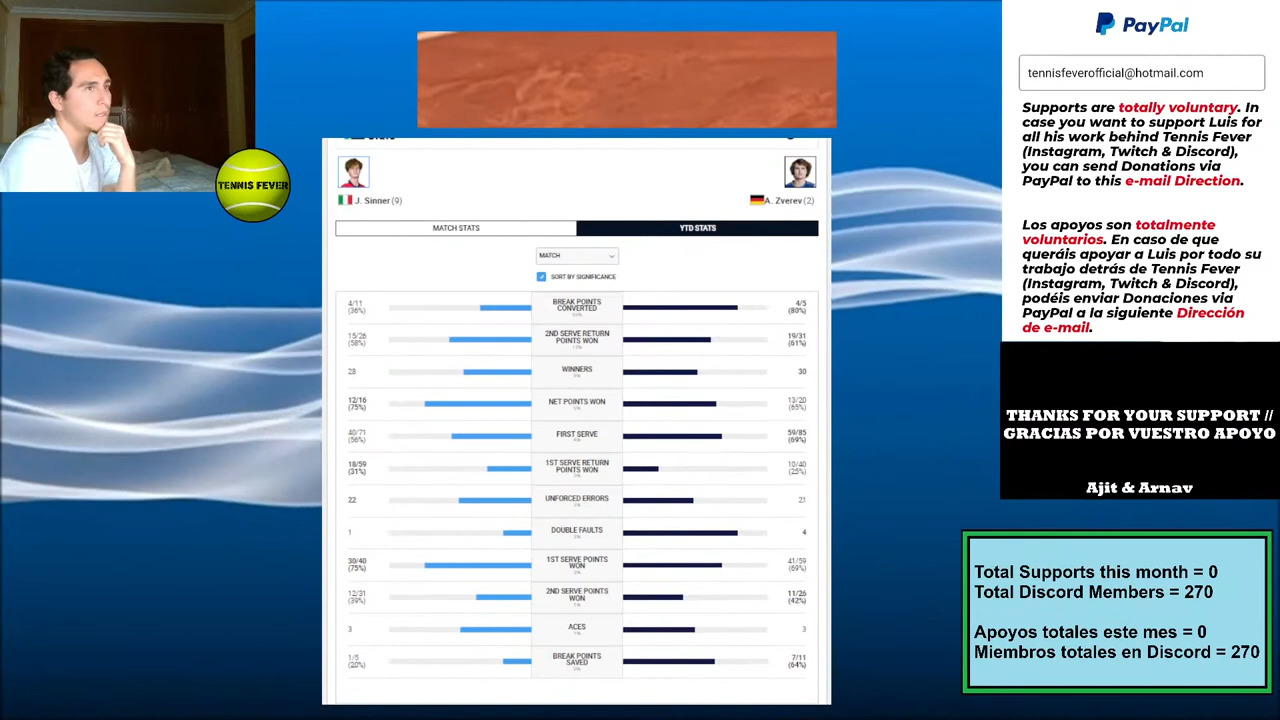 TENNIS FEVER
J. Sinner (9)
A. Zverev (2)
MATCH STATS
YTD STATS
MATCH
SORT BY SIGNIFICANCE
4/11
(36%)
BREAK POINTS
CONVERTED
4/5
(80%)
15/26
(58%)
2ND SERVE RETURN
POINTS WON
19/31
(61%)
28
WINNERS
30
12/16
(75%)
NET POINTS WON
13/20
(65%)
40/71
(56%)
FIRST SERVE
59/85
(69%)
18/59
(31%)
1ST SERVE RETURN
POINTS WON
10/40
(25%)
22
UNFORCED ERRORS
21
1
DOUBLE FAULTS
4
30/40
(75%)
1ST SERVE POINTS
WON
41/59
(69%)
12/31
(39%)
2ND SERVE POINTS
WON
11/26
(42%)
3
ACES
3
1/5
(20%)
BREAK POINTS
SAVED
7/11
(64%)
PayPal
tennisfeverofficial@hotmail.com
Supports are totally voluntary. In
case you want to support Luis for
all his work behind Tennis Fever
(Instagram, Twitch & Discord),
you can send Donations via
PayPal to this e-mail Direction.
Los apoyos son totalmente
voluntarios. En caso de que
queráis apoyar a Luis por todo su
trabajo detrás de Tennis Fever
(Instagram, Twitch & Discord),
podéis enviar Donaciones via
PayPal a la siguiente Dirección
de e-mail.
THANKS FOR YOUR SUPPORT //
GRACIAS POR VUESTRO APOYO
Ajit & Arnav
Total Supports this month = 0
Total Discord Members = 270
Apoyos totales este mes = 0
Miembros totales en Discord = 270